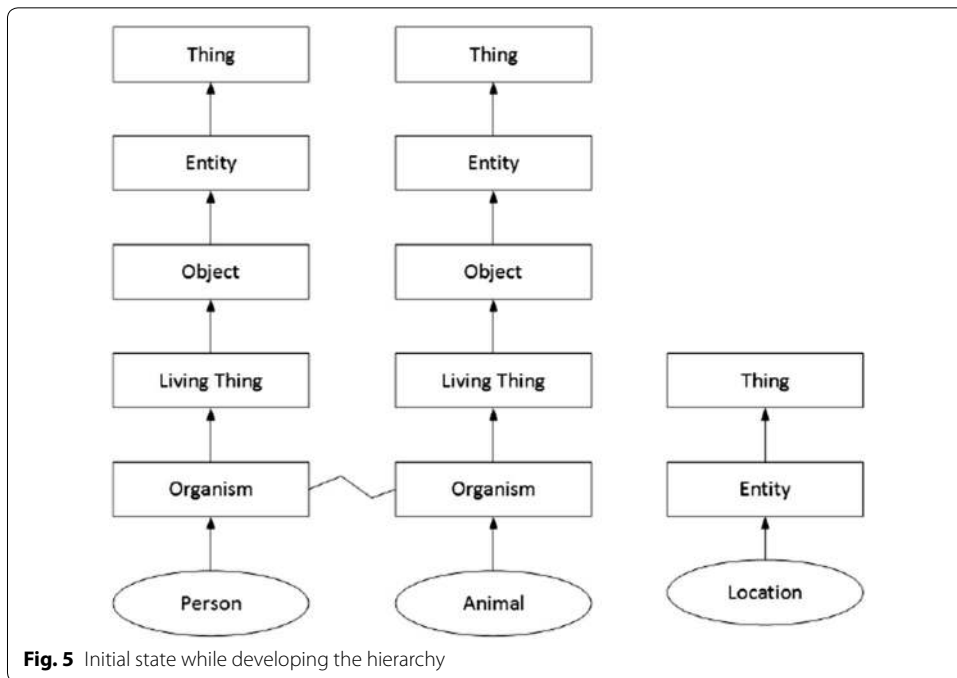 Thing Thing
Entity Entity
Object Object
Living Thing Living Thing Thing
Organism Organism Entity
Person Animal Location
Fig. 5 Initial state while developing the hierarchy